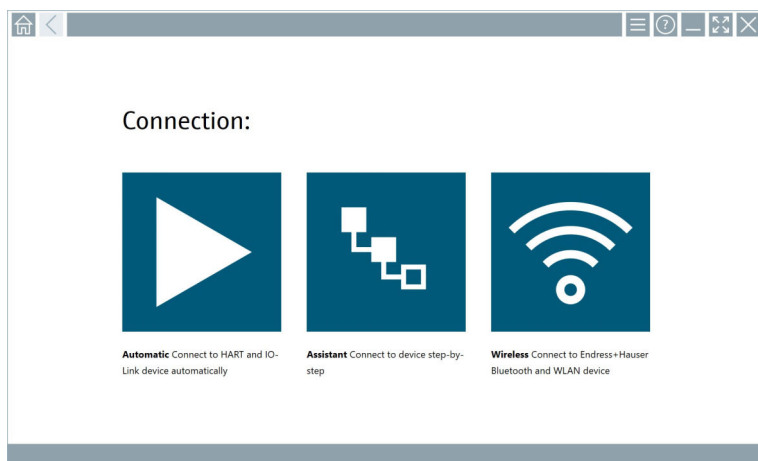 Connection:
Automatic Connect to HART and IO-
Link device automatically
Assistant Connect to device step-by-
step
Wireless Connect to Endress+Hauser
Bluetooth and WLAN device